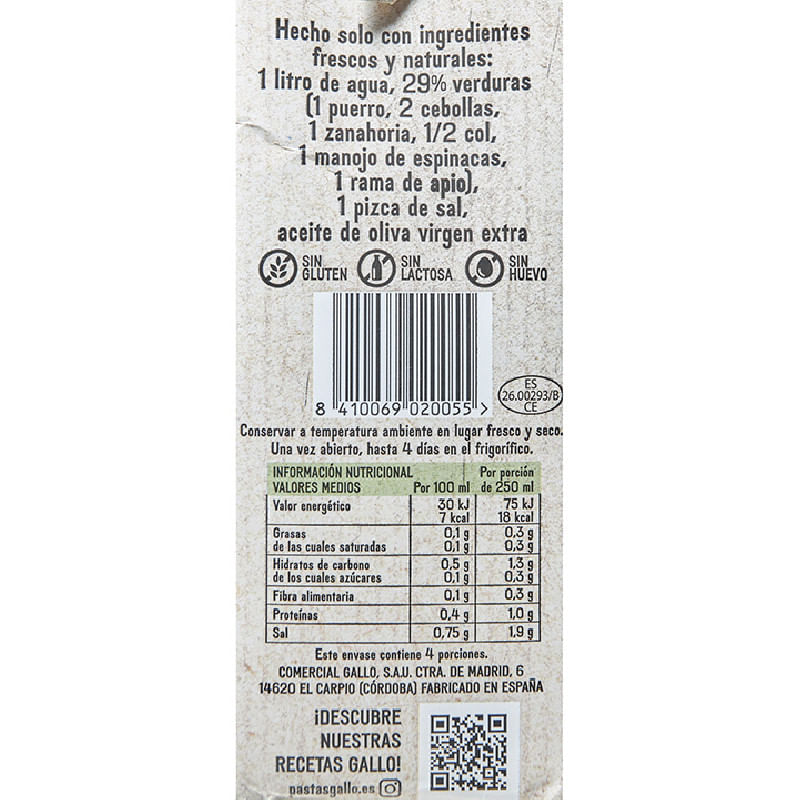 Hecho solo con ingredientes
frescos y naturales:
1 litro de agua, 29% verduras
(1 puerro, 2 cebollas,
1 zanahoria, 1/2 col,
1 manojo de espinacas,
1 rama de apio),
1 pizca de sal,
aceite de oliva virgen extra
SIN GLUTEN
SIN LACTOSA
SIN HUEVO
8 410069 020055 >
ES
26.00293/B
CE
Conservar a temperatura ambiente en lugar fresco y seco.
Una vez abierto, hasta 4 días en el frigorífico.
INFORMACIÓN NUTRICIONAL
VALORES MEDIOS Por 100 ml Por porción de 250 ml
Valor energético 30 kJ 75 kJ
7 kcal 18 kcal
Grasas 0,1 g 0,3 g
de las cuales saturadas 0,1 g 0,3 g
Hidratos de carbono 0,5 g 1,3 g
de los cuales azúcares 0,1 g 0,3 g
Fibra alimentaria 0,1 g 0,3 g
Proteínas 0,4 g 1,0 g
Sal 0,75 g 1,9 g
Este envase contiene 4 porciones.
COMERCIAL GALLO, S.A.U. CTRA. DE MADRID, 6
14620 EL CARPIO (CÓRDOBA) FABRICADO EN ESPAÑA
¡DESCUBRE
NUESTRAS
RECETAS GALLO!
pastasgallo.es